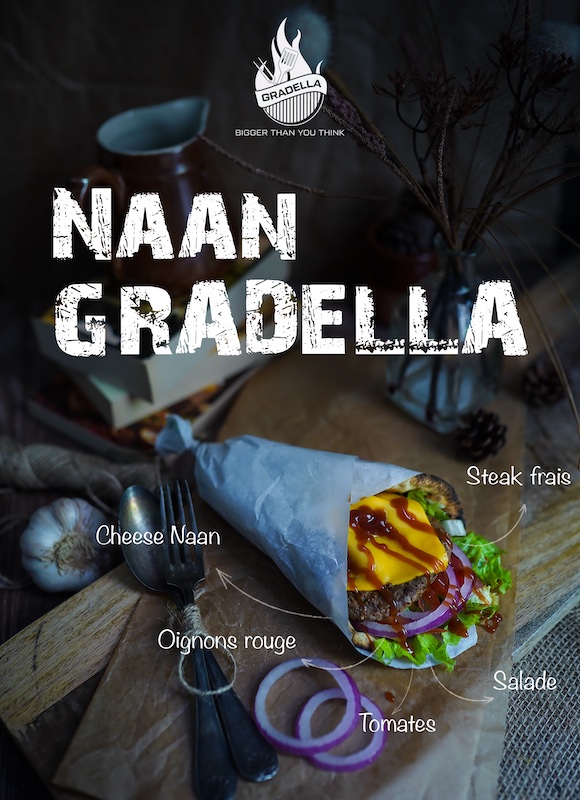 GRADELLA
BIGGER THAN YOU THINK
NAAN
GRADELLA
Steak frais
Cheese Naan
Oignons rouge
Salade
Tomates